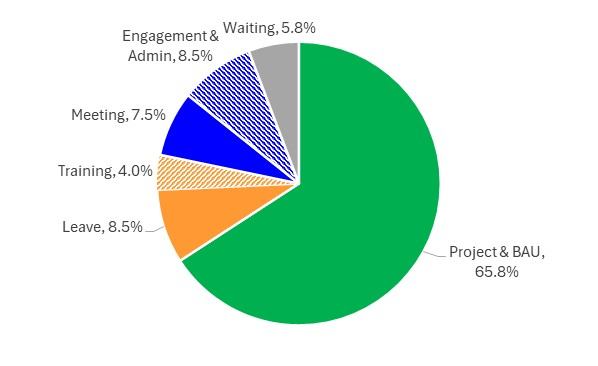 Waiting, 5.8%
Engagement &
Admin, 8.5%
Meeting, 7.5%
Training, 4.0%
Leave, 8.5%
Project & BAU,
65.8%